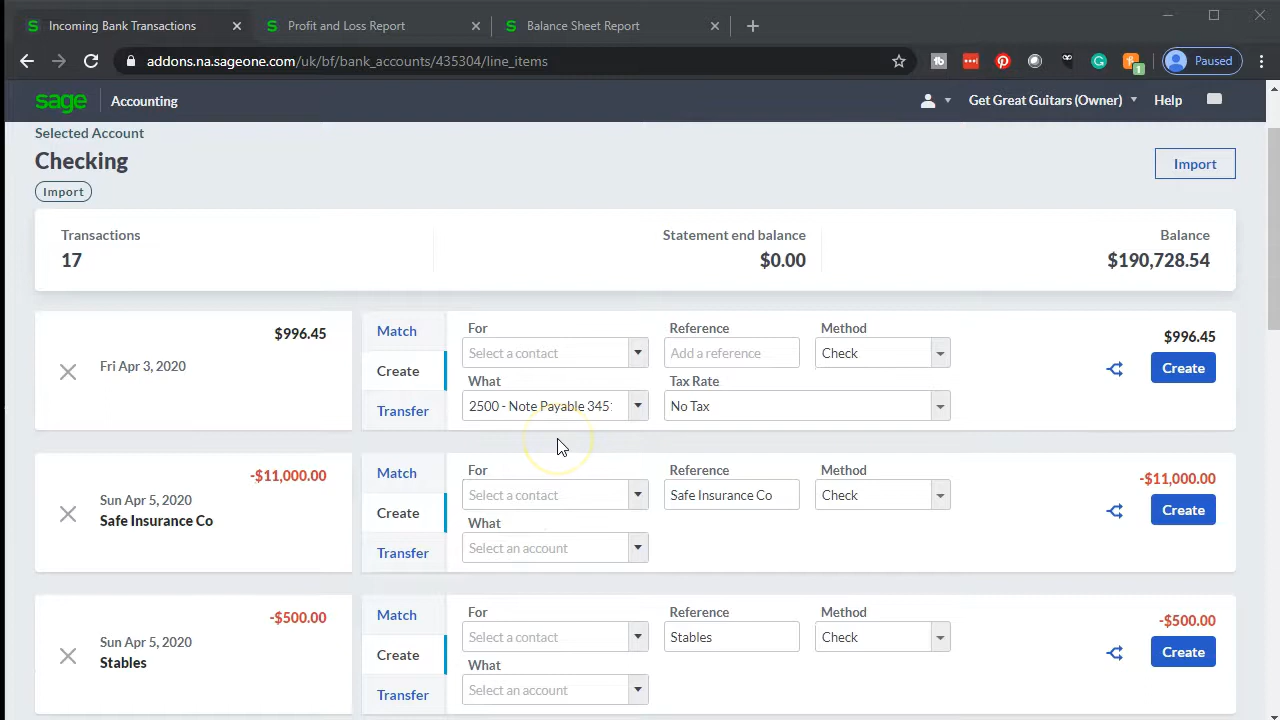 S Incoming Bank Transactions
S Profit and Loss Report
S Balance Sheet Report
addons.na.sageone.com/uk/bf/bank_accounts/435304/line_items
tb
1
Paused
sage
Accounting
Get Great Guitars (Owner)
Help
Selected Account
Checking
Import
Import
Transactions
17
Statement end balance
$0.00
Balance
$190,728.54
$996.45
Fri Apr 3, 2020
Match
Create
Transfer
For
Select a contact
Reference
Add a reference
Method
Check
What
2500 - Note Payable 345
Tax Rate
No Tax
$996.45
Create
-$11,000.00
Sun Apr 5, 2020
Safe Insurance Co
Match
Create
Transfer
For
Select a contact
Reference
Safe Insurance Co
Method
Check
What
Select an account
-$11,000.00
Create
-$500.00
Sun Apr 5, 2020
Stables
Match
Create
Transfer
For
Select a contact
Reference
Stables
Method
Check
What
Select an account
-$500.00
Create